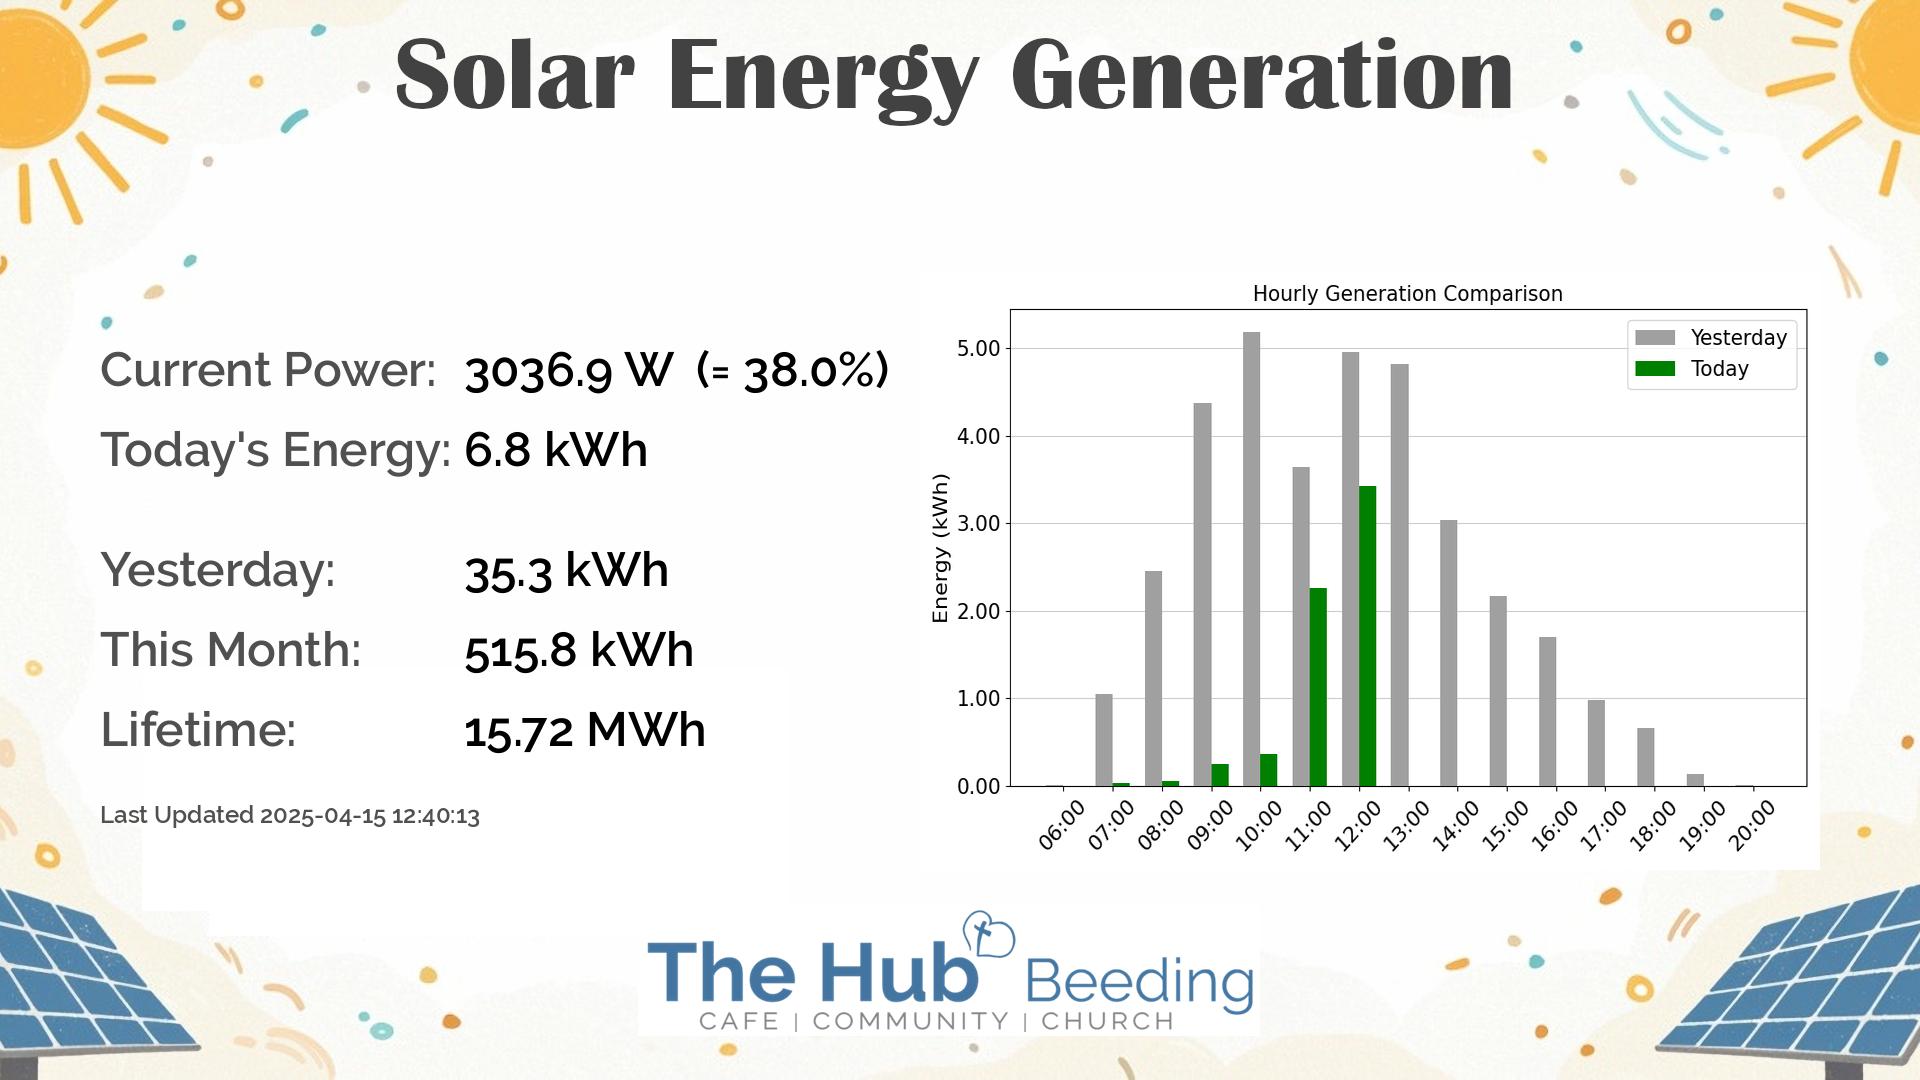 Solar Energy Generation
Current Power: 3036.9 W (= 38.0%)
Today's Energy: 6.8 kWh
Yesterday: 35.3 kWh
This Month: 515.8 kWh
Lifetime: 15.72 MWh
Last Updated 2025-04-15 12:40:13
Hourly Generation Comparison
Yesterday
Today
Energy (kWh)
5.00
4.00
3.00
2.00
1.00
0.00
06:00 07:00 08:00 09:00 10:00 11:00 12:00 13:00 14:00 15:00 16:00 17:00 18:00 19:00 20:00
The Hub Beeding
CAFE | COMMUNITY | CHURCH